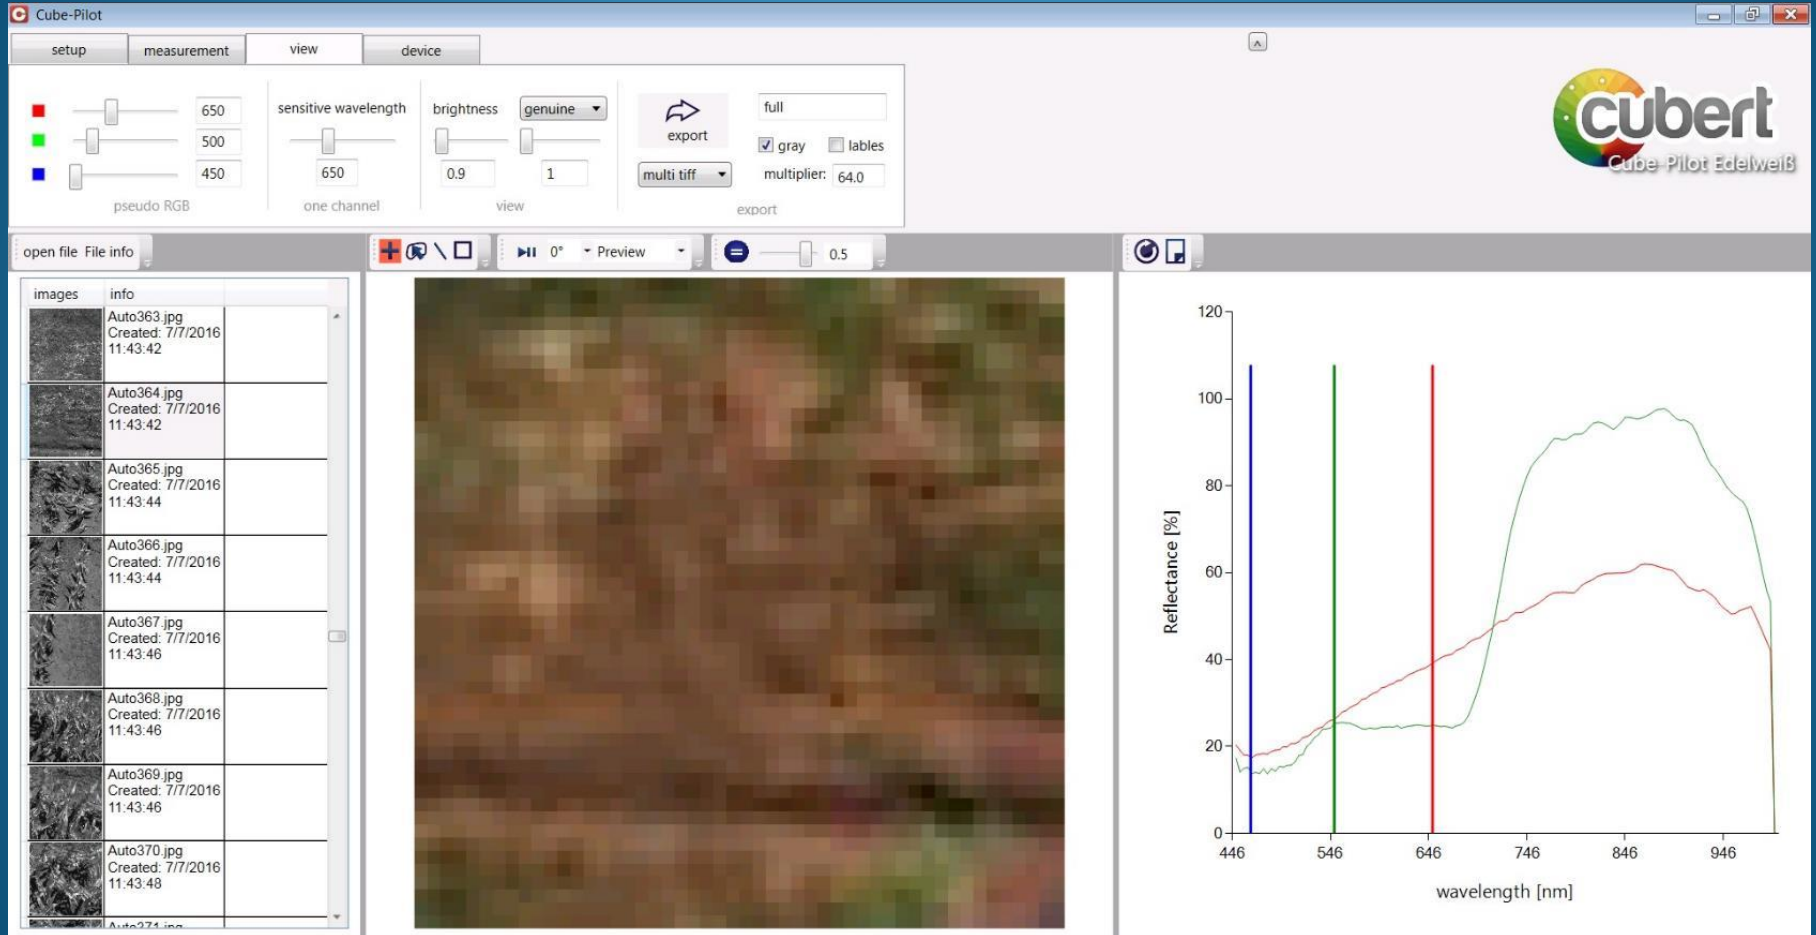 Cube-Pilot
setup measurement view device
650
500
450
pseudo RGB
sensitive wavelength
650
one channel
brightness genuine
0.9 1
view
export
multi tiff
full
gray lables
multiplier: 64.0
export
cubert
Cube-Pilot Edelweiß
open file File info
0° Preview
0.5
images info
Auto363.jpg
Created: 7/7/2016
11:43:42
Auto364.jpg
Created: 7/7/2016
11:43:42
Auto365.jpg
Created: 7/7/2016
11:43:44
Auto366.jpg
Created: 7/7/2016
11:43:44
Auto367.jpg
Created: 7/7/2016
11:43:46
Auto368.jpg
Created: 7/7/2016
11:43:46
Auto369.jpg
Created: 7/7/2016
11:43:46
Auto370.jpg
Created: 7/7/2016
11:43:48
Auto371.jpg
120
100
80
60
40
20
0
Reflectance [%]
446 546 646 746 846 946
wavelength [nm]